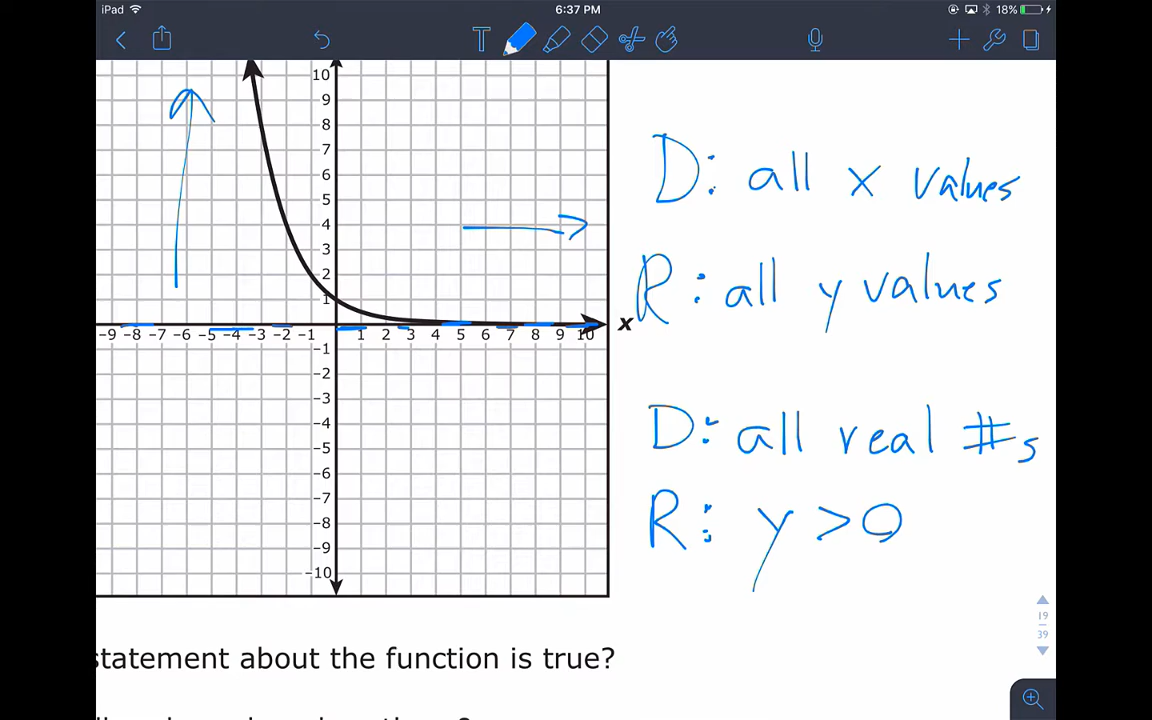 iPad 6:37 PM 18%
T
10
9
8
7
6
5
4
3
2
1
x
-9 -8 -7 -6 -5 -4 -3 -2 -1 0 1 2 3 4 5 6 7 8 9 10
-1
-2
-3
-4
-5
-6
-7
-8
-9
-10
D: all x values
R: all y values
D: all real #s
R: y > 0
19
39
statement about the function is true?